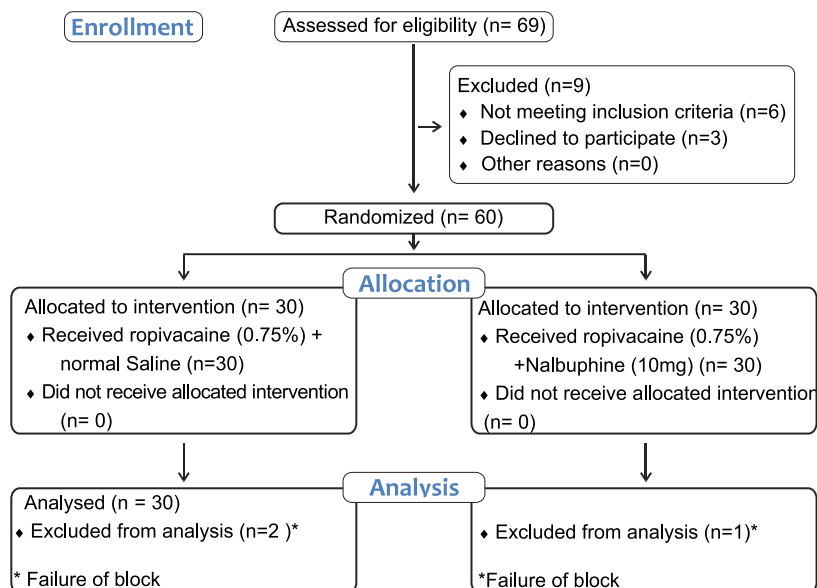 Enrollment
Assessed for eligibility (n= 69)
Excluded (n=9)
♦ Not meeting inclusion criteria (n=6)
♦ Declined to participate (n=3)
♦ Other reasons (n=0)
Randomized (n= 60)
Allocation
Allocated to intervention (n= 30)
♦ Received ropivacaine (0.75%) +
normal Saline (n=30)
♦ Did not receive allocated intervention
(n= 0)
Allocated to intervention (n= 30)
♦ Received ropivacaine (0.75%)
+Nalbuphine (10mg) (n= 30)
♦ Did not receive allocated intervention
(n= 0)
Analysis
Analysed (n = 30)
♦ Excluded from analysis (n=2 )*
* Failure of block
♦ Excluded from analysis (n=1)*
*Failure of block